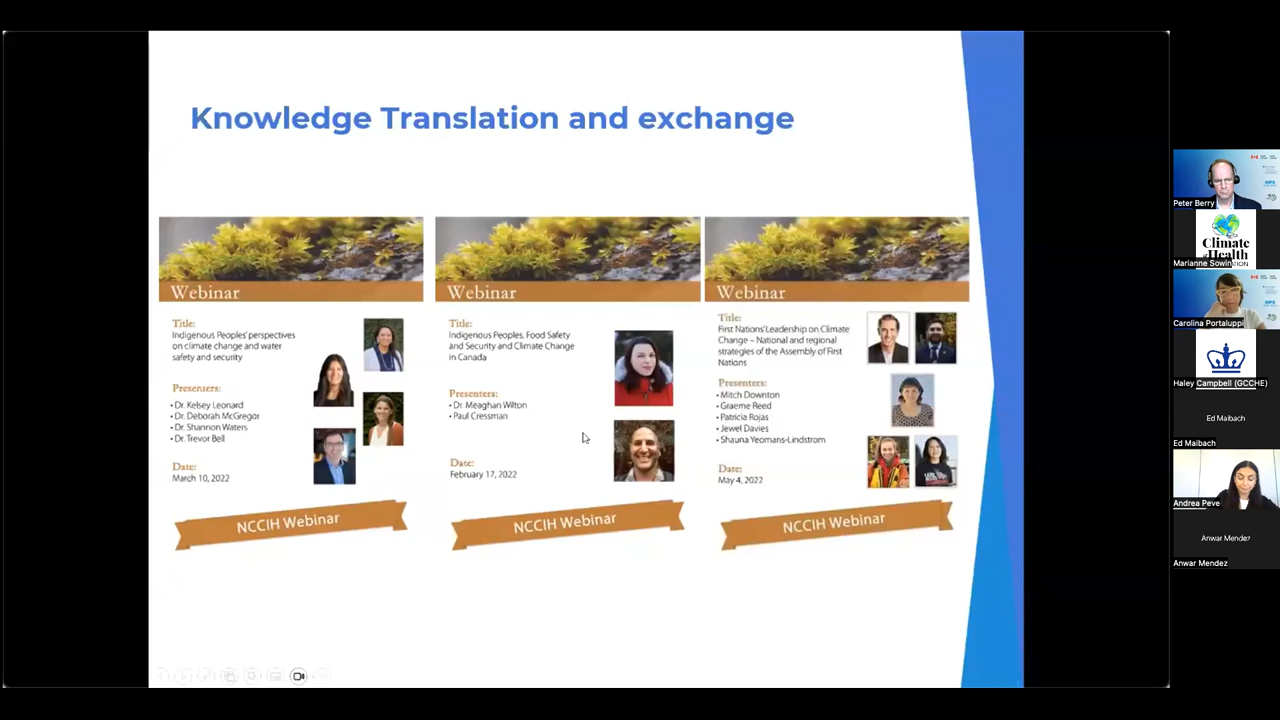 Knowledge Translation and exchange
Webinar
Title:
Indigenous Peoples' perspectives
on climate change and water
safety and security
Presenters:
• Dr. Kelsey Leonard
• Dr. Deborah McGregor
• Dr. Shannon Waters
• Dr. Trevor Bell
Date:
March 10, 2022
NCCIH Webinar
Webinar
Title:
Indigenous Peoples, Food Safety
and Security and Climate Change
in Canada
Presenters:
• Dr. Meaghan Wilton
• Paul Cressman
Date:
February 17, 2022
NCCIH Webinar
Webinar
Title:
First Nations' Leadership on Climate
Change – National and regional
strategies of the Assembly of First
Nations
Presenters:
• Mitch Downton
• Graeme Reed
• Patricia Rojas
• Jewel Davies
• Shauna Yeomans-Lindstrom
Date:
May 4, 2022
NCCIH Webinar
Peter Berry
Climate
Health
Marianne Sowin
Carolina Portaluppi
Haley Campbell (GCCHE)
Ed Maibach
Ed Maibach
Andrea Peve
Anwar Mendez
Anwar Mendez